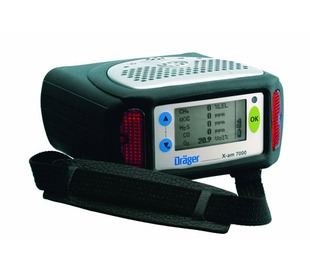 CH₄ 0 %LEL
VOC 0 ppm
H₂S 0 ppm
CO 0 ppm
O₂ 20.9 Vol%
OK
Dräger
X-am 7000